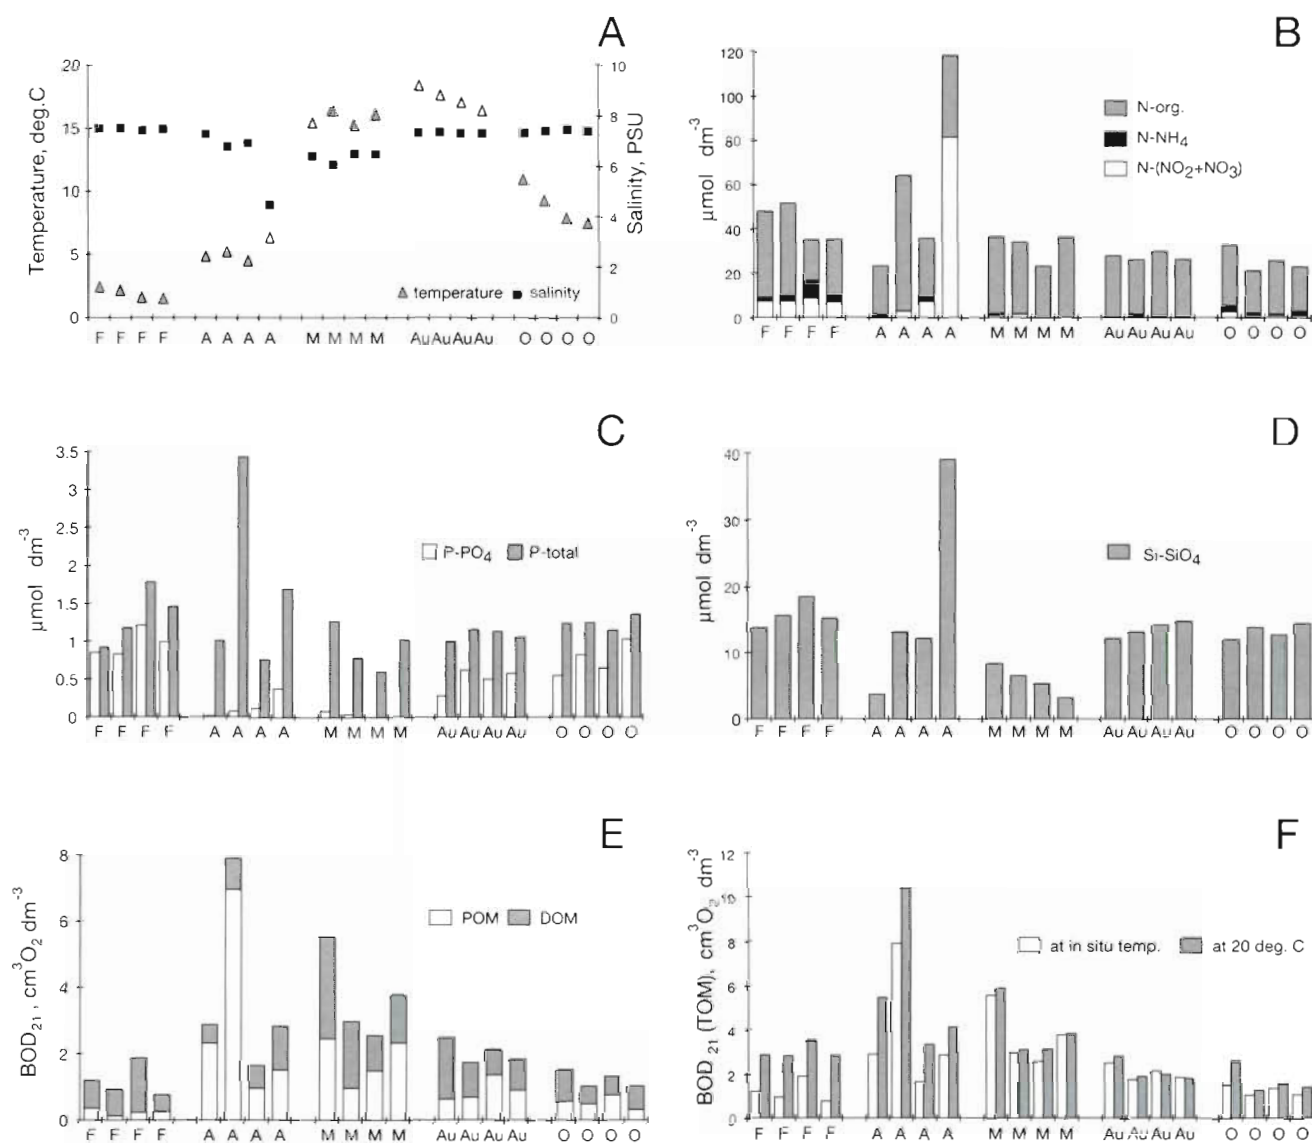 A
Temperature, deg.C
20
15
10
5
0
10
8
6
4
2
0
Salinity, PSU
temperature salinity
F F F F A A A A M M M M Au Au Au Au O O O O
B
µmol dm-3
120
100
80
60
40
20
0
N-org.
N-NH4
N-(NO2+NO3)
F F F F A A A A M M M M Au Au Au Au O O O O
C
µmol dm-3
3.5
3
2.5
2
1.5
1
0.5
0
P-PO4 P-total
F F F F A A A A M M M M Au Au Au Au O O O O
D
µmol dm-3
40
30
20
10
0
Si-SiO4
F F F F A A A A M M M M Au Au Au Au O O O O
E
BOD21, cm3O2 dm-3
8
6
4
2
0
POM DOM
F F F F A A A A M M M M Au Au Au Au O O O O
F
BOD21 (TOM), cm3O2 dm-3
12
10
8
6
4
2
0
at in situ temp. at 20 deg. C
F F F F A A A A M M M M Au Au Au Au O O O O